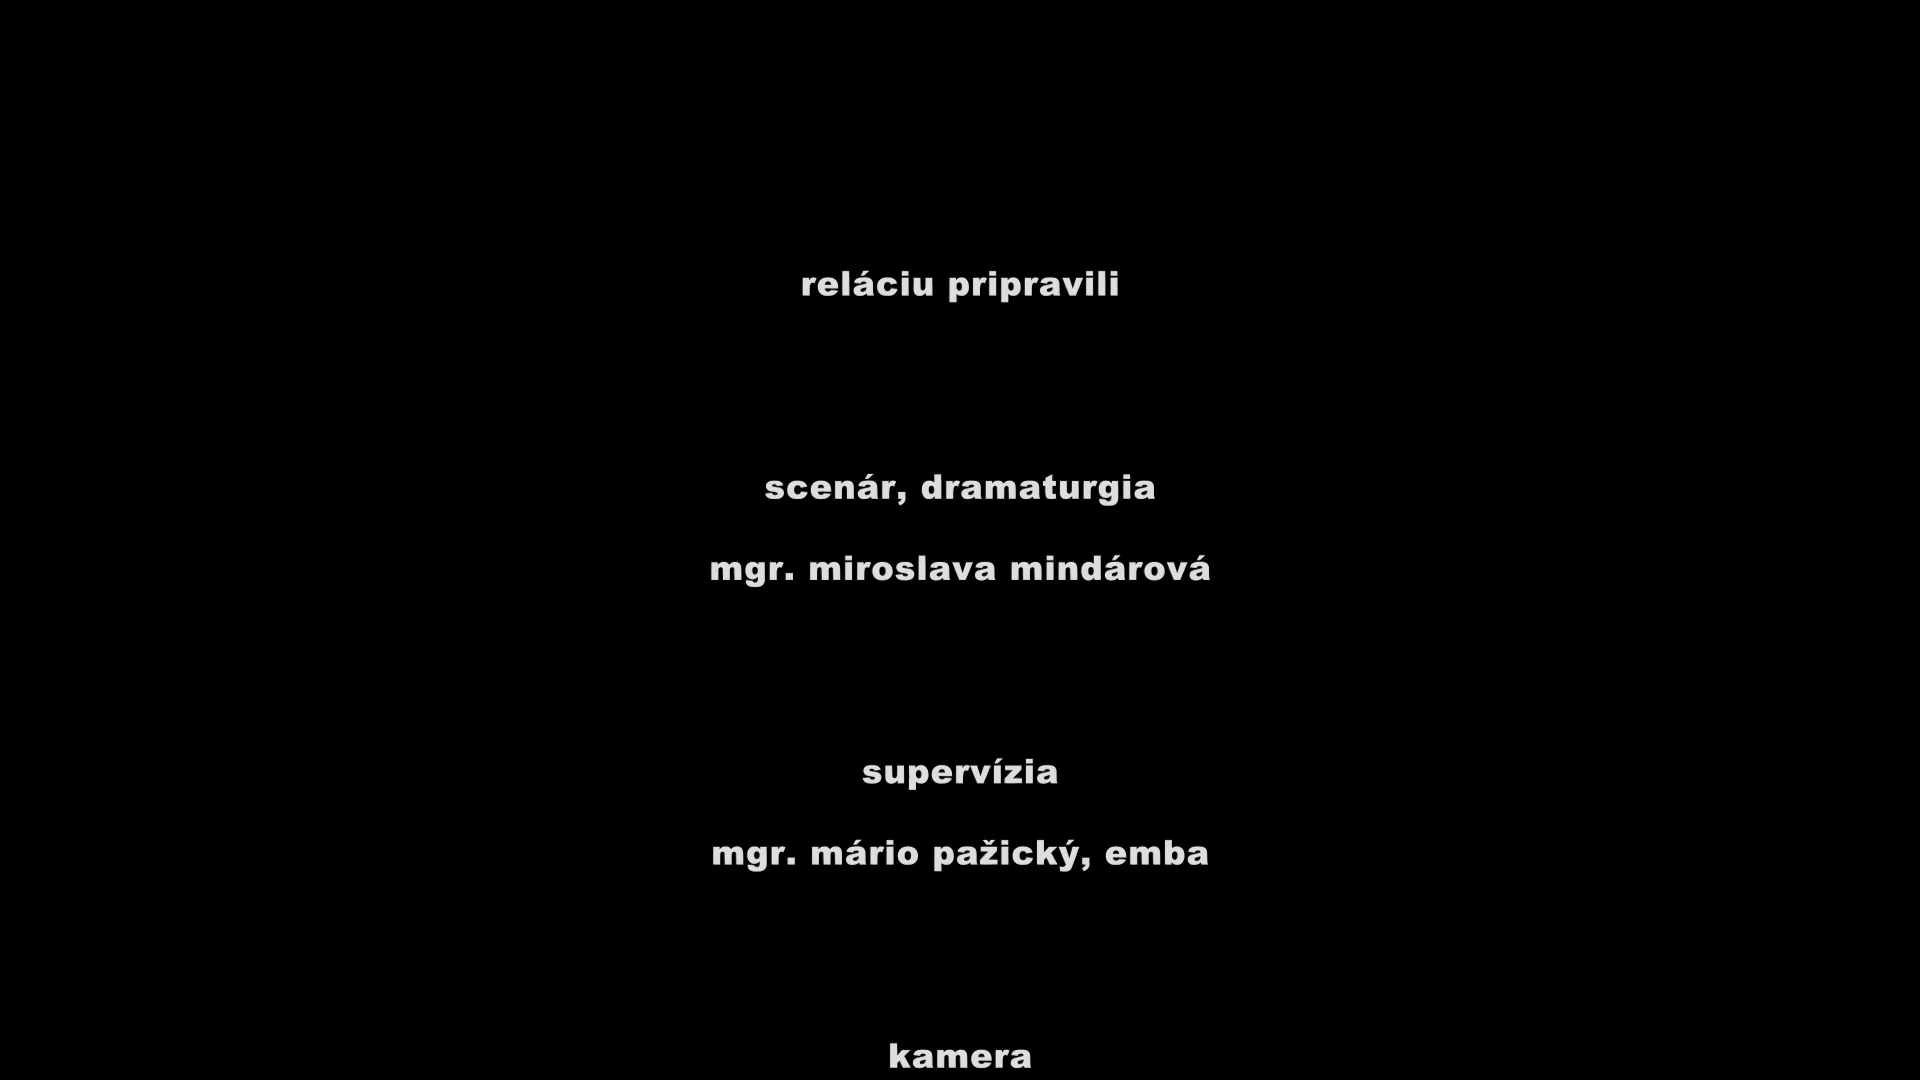 reláciu pripravili
scenár, dramaturgia
mgr. miroslava mindárová
supervízia
mgr. mário pažický, emba
kamera